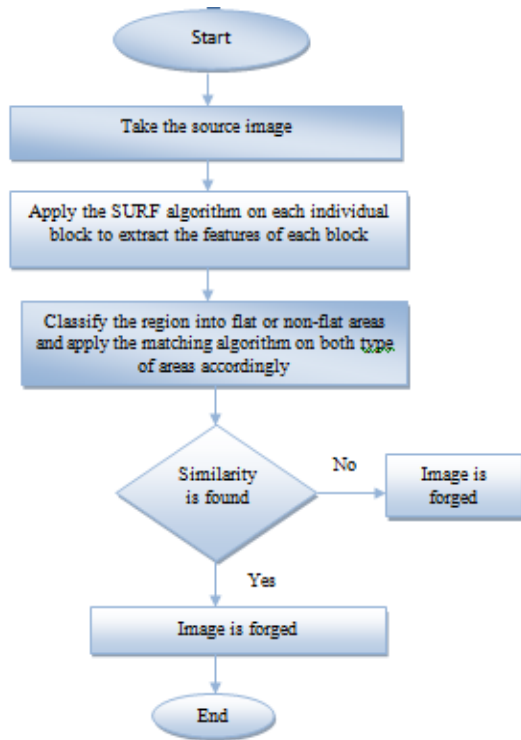 Start
Take the source image
Apply the SURF algorithm on each individual
block to extract the features of each block
Classify the region into flat or non-flat areas
and apply the matching algorithm on both type
of areas accordingly
Similarity
is found
No
Image is
forged
Yes
Image is forged
End